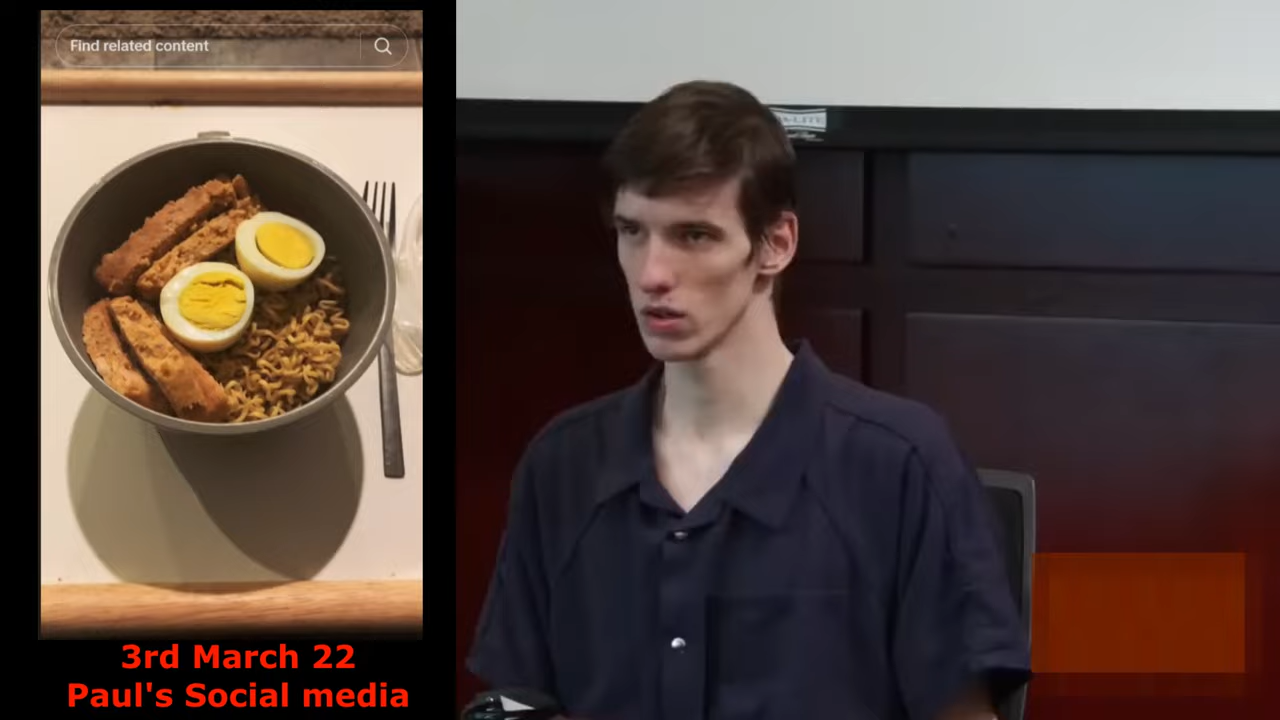 Find related content
3rd March 22
Paul's Social media